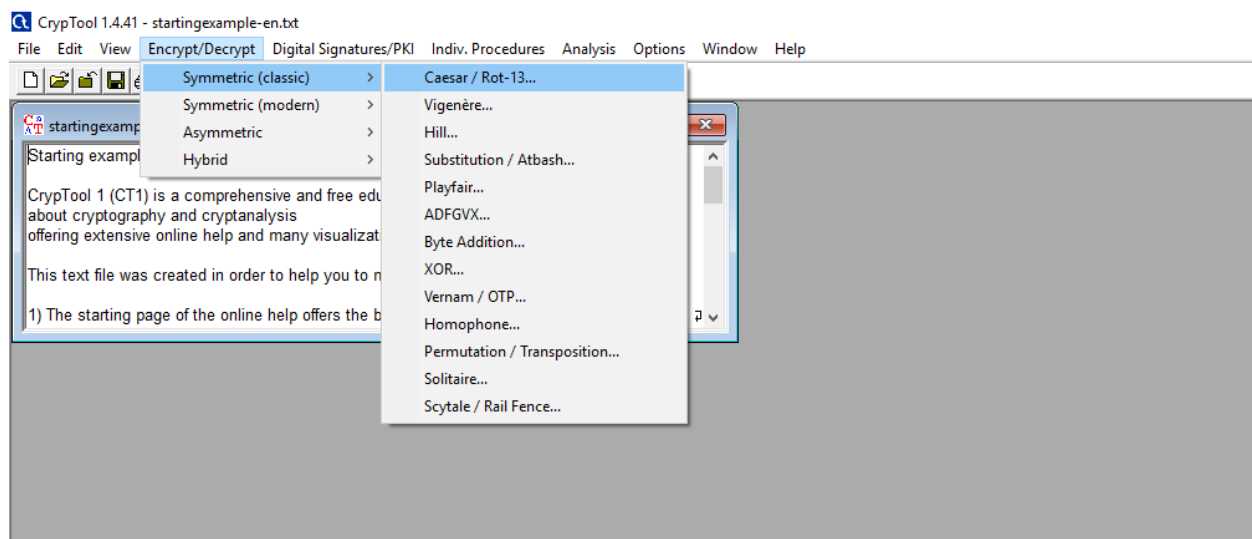 CrypTool 1.4.41 - startingexample-en.txt
File Edit View Encrypt/Decrypt Digital Signatures/PKI Indiv. Procedures Analysis Options Window Help
Symmetric (classic)
Symmetric (modern)
Asymmetric
Hybrid
Caesar / Rot-13...
Vigenère...
Hill...
Substitution / Atbash...
Playfair...
ADFGVX...
Byte Addition...
XOR...
Vernam / OTP...
Homophone...
Permutation / Transposition...
Solitaire...
Scytale / Rail Fence...
startingexamp
Starting exampl
CrypTool 1 (CT1) is a comprehensive and free edu
about cryptography and cryptanalysis
offering extensive online help and many visualizati
This text file was created in order to help you to n
1) The starting page of the online help offers the b